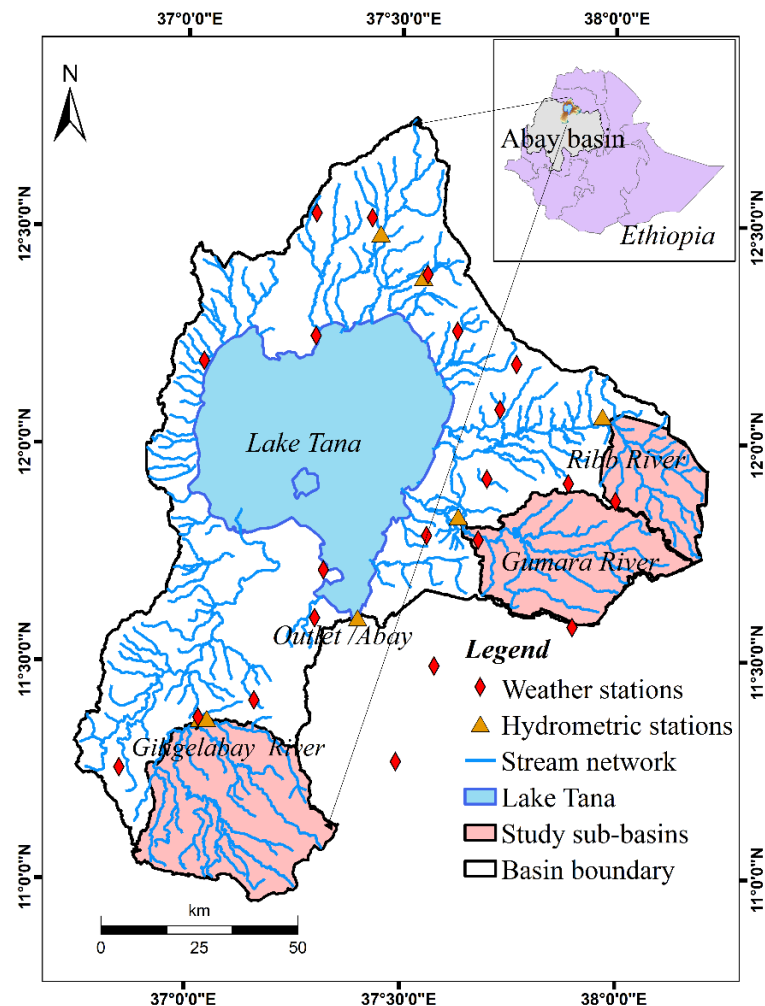 37°0'0"E
37°30'0"E
38°0'0"E
N
Abay basin
Ethiopia
12°30'0"N
12°30'0"N
Lake Tana
12°0'0"N
12°0'0"N
Ribb River
Gumara River
Outlet /Abay
11°30'0"N
11°30'0"N
Gilgelabay River
Legend
Weather stations
Hydrometric stations
Stream network
Lake Tana
Study sub-basins
Basin boundary
11°0'0"N
11°0'0"N
km
0 25 50
37°0'0"E
37°30'0"E
38°0'0"E